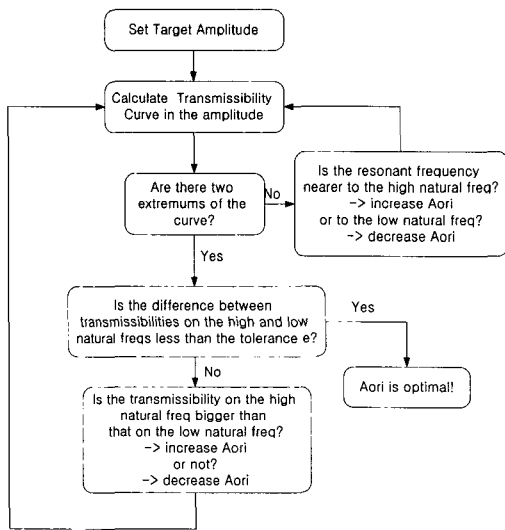 Set Target Amplitude
Calculate Transmissibility
Curve in the amplitude
Are there two
extremums of the
curve?
No
Is the resonant frequency
nearer to the high natural freq?
-> increase Aori
or to the low natural freq?
-> decrease Aori
Yes
Is the difference between
transmissibilities on the high and low
natural freqs less than the tolerance e?
Yes
Aori is optimal!
No
Is the transmissibility on the high
natural freq bigger than
that on the low natural freq?
-> increase Aori
or not?
-> decrease Aori